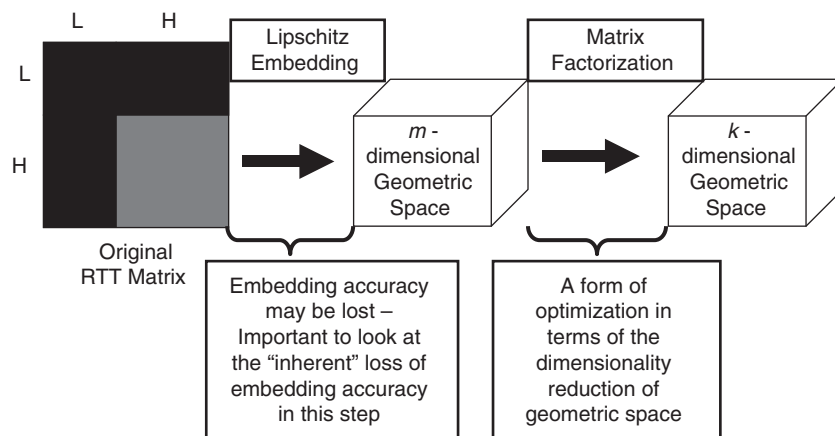 L H
L
H
Original
RTT Matrix
Lipschitz
Embedding
m -
dimensional
Geometric
Space
Matrix
Factorization
k -
dimensional
Geometric
Space
Embedding accuracy
may be lost –
Important to look at
the “inherent” loss of
embedding accuracy
in this step
A form of
optimization in
terms of the
dimensionality
reduction of
geometric space